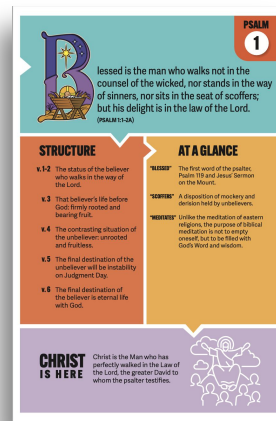 PSALM
1
Blessed is the man who walks not in the
counsel of the wicked, nor stands in the way
of sinners, nor sits in the seat of scoffers;
but his delight is in the law of the Lord.
(PSALM 1:1-2A)
STRUCTURE
v.1-2 The status of the believer
who walks in the way of
the Lord.
v.3 That believer's life before
God: firmly rooted and
bearing fruit.
v.4 The contrasting situation of
the unbeliever: unrooted
and fruitless.
v.5 The final destination of the
unbeliever will be instability
on Judgment Day.
v.6 The final destination of
the believer is eternal life
with God.
AT A GLANCE
"BLESSED" The first word of the psalter,
Psalm 119 and Jesus' Sermon
on the Mount.
"SCOFFERS" A disposition of mockery and
derision held by unbelievers.
"MEDITATES" Unlike the meditation of eastern
religions, the purpose of biblical
meditation is not to empty
oneself, but to be filled with
God's Word and wisdom.
CHRIST
IS HERE
Christ is the Man who has
perfectly walked in the Law of
the Lord, the greater David to
whom the psalter testifies.